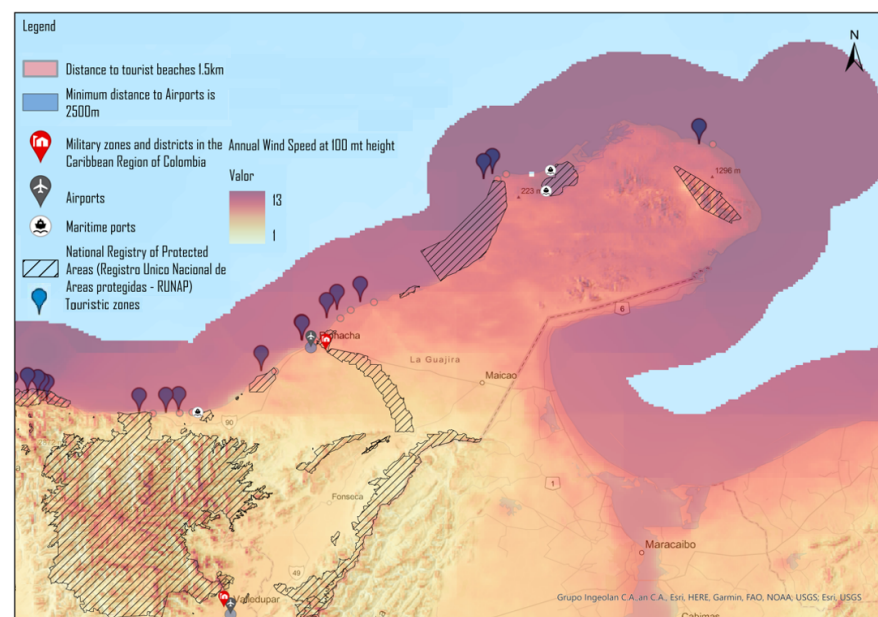 Legend
Distance to tourist beaches 1.5km
Minimum distance to Airports is
2500m
Military zones and districts in the
Caribbean Region of Colombia
Airports
Maritime ports
National Registry of Protected
Areas (Registro Unico Nacional de
Areas protegidas - RUNAP)
Touristic zones
Annual Wind Speed at 100 mt height
Valor
13
1
N
1296 m
223
6
La Guajira
Maicao
90
Fonseca
1
49
Maracaibo
Grupo Ingeolan C.A.,an C.A., Esri, HERE, Garmin, FAO, NOAA; USGS; Esri, USGS
Cabimas